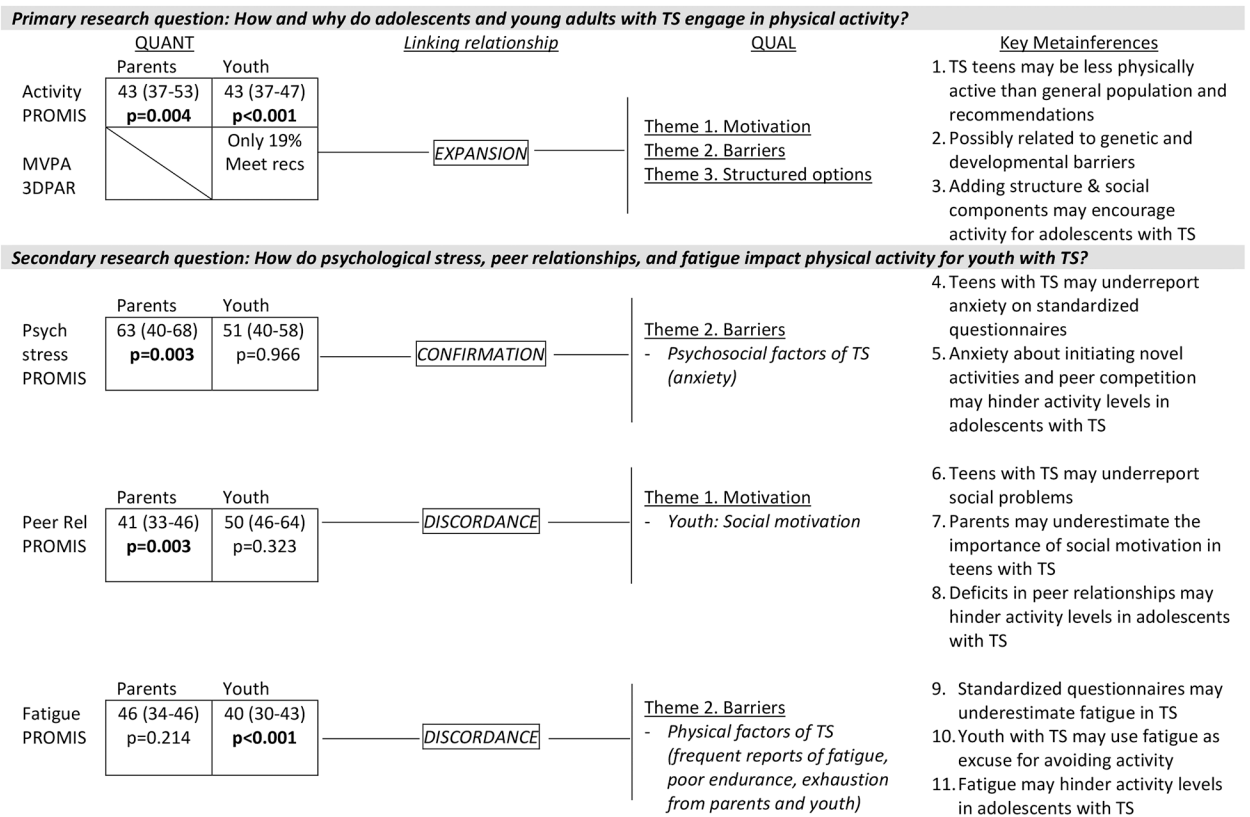 Primary research question: How and why do adolescents and young adults with TS engage in physical activity?
QUANT
Linking relationship
QUAL
Key Metainferences
Parents
Youth
Activity
PROMIS
43 (37-53)
p=0.004
43 (37-47)
p<0.001
MVPA
3DPAR
Only 19%
Meet recs
EXPANSION
Theme 1. Motivation
Theme 2. Barriers
Theme 3. Structured options
1. TS teens may be less physically
active than general population and
recommendations
2. Possibly related to genetic and
developmental barriers
3. Adding structure & social
components may encourage
activity for adolescents with TS
Secondary research question: How do psychological stress, peer relationships, and fatigue impact physical activity for youth with TS?
Parents
Youth
Psych
stress
PROMIS
63 (40-68)
p=0.003
51 (40-58)
p=0.966
CONFIRMATION
Theme 2. Barriers
- Psychosocial factors of TS
(anxiety)
4. Teens with TS may underreport
anxiety on standardized
questionnaires
5. Anxiety about initiating novel
activities and peer competition
may hinder activity levels in
adolescents with TS
Parents
Youth
Peer Rel
PROMIS
41 (33-46)
p=0.003
50 (46-64)
p=0.323
DISCORDANCE
Theme 1. Motivation
- Youth: Social motivation
6. Teens with TS may underreport
social problems
7. Parents may underestimate the
importance of social motivation in
teens with TS
8. Deficits in peer relationships may
hinder activity levels in adolescents
with TS
Parents
Youth
Fatigue
PROMIS
46 (34-46)
p=0.214
40 (30-43)
p<0.001
DISCORDANCE
Theme 2. Barriers
- Physical factors of TS
(frequent reports of fatigue,
poor endurance, exhaustion
from parents and youth)
9. Standardized questionnaires may
underestimate fatigue in TS
10. Youth with TS may use fatigue as
excuse for avoiding activity
11. Fatigue may hinder activity levels
in adolescents with TS